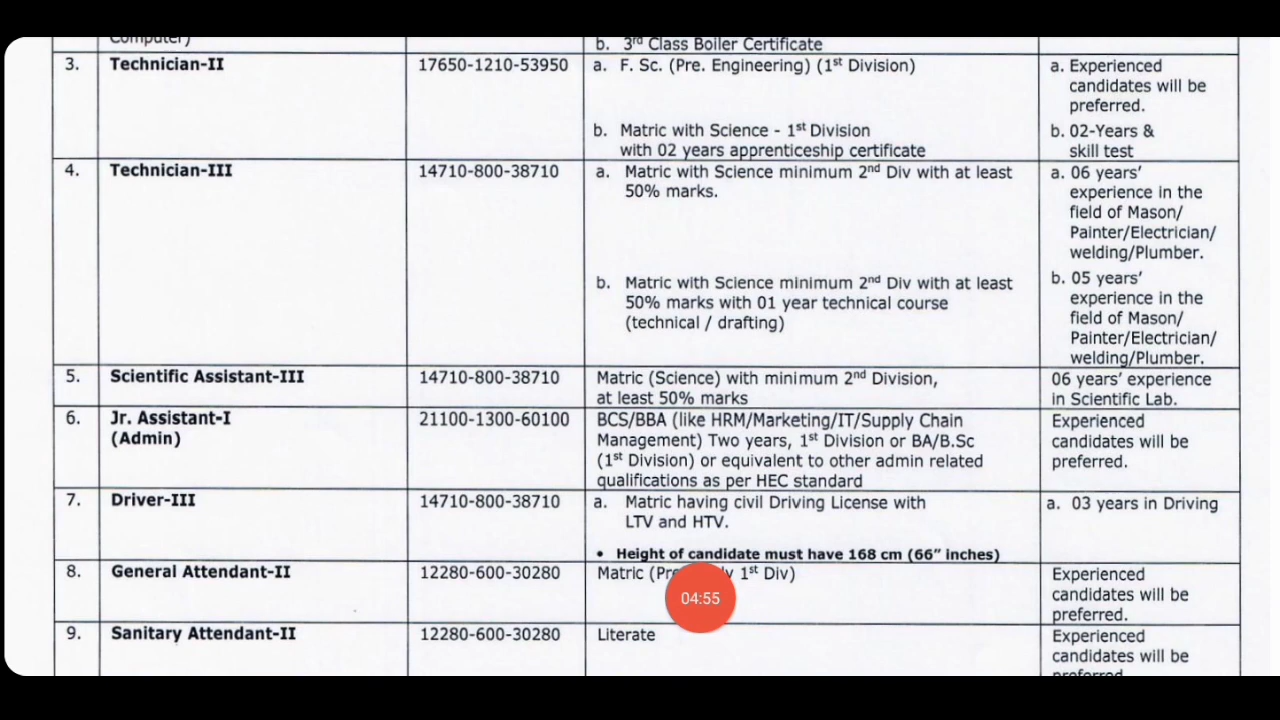 Computer)
b. 3rd Class Boiler Certificate
3. Technician-II 17650-1210-53950 a. F. Sc. (Pre. Engineering) (1st Division) a. Experienced
candidates will be
preferred.
b. Matric with Science - 1st Division b. 02-Years &
with 02 years apprenticeship certificate skill test
4. Technician-III 14710-800-38710 a. Matric with Science minimum 2nd Div with at least a. 06 years'
50% marks. experience in the
field of Mason/
Painter/Electrician/
welding/Plumber.
b. Matric with Science minimum 2nd Div with at least b. 05 years'
50% marks with 01 year technical course experience in the
(technical / drafting) field of Mason/
Painter/Electrician/
welding/Plumber.
5. Scientific Assistant-III 14710-800-38710 Matric (Science) with minimum 2nd Division, 06 years' experience
at least 50% marks in Scientific Lab.
6. Jr. Assistant-I 21100-1300-60100 BCS/BBA (like HRM/Marketing/IT/Supply Chain Experienced
(Admin) Management) Two years, 1st Division or BA/B.Sc candidates will be
(1st Division) or equivalent to other admin related preferred.
qualifications as per HEC standard
7. Driver-III 14710-800-38710 a. Matric having civil Driving License with a. 03 years in Driving
LTV and HTV.
• Height of candidate must have 168 cm (66" inches)
8. General Attendant-II 12280-600-30280 Matric 1st Div) Experienced
candidates will be
preferred.
04:55
9. Sanitary Attendant-II 12280-600-30280 Literate Experienced
candidates will be